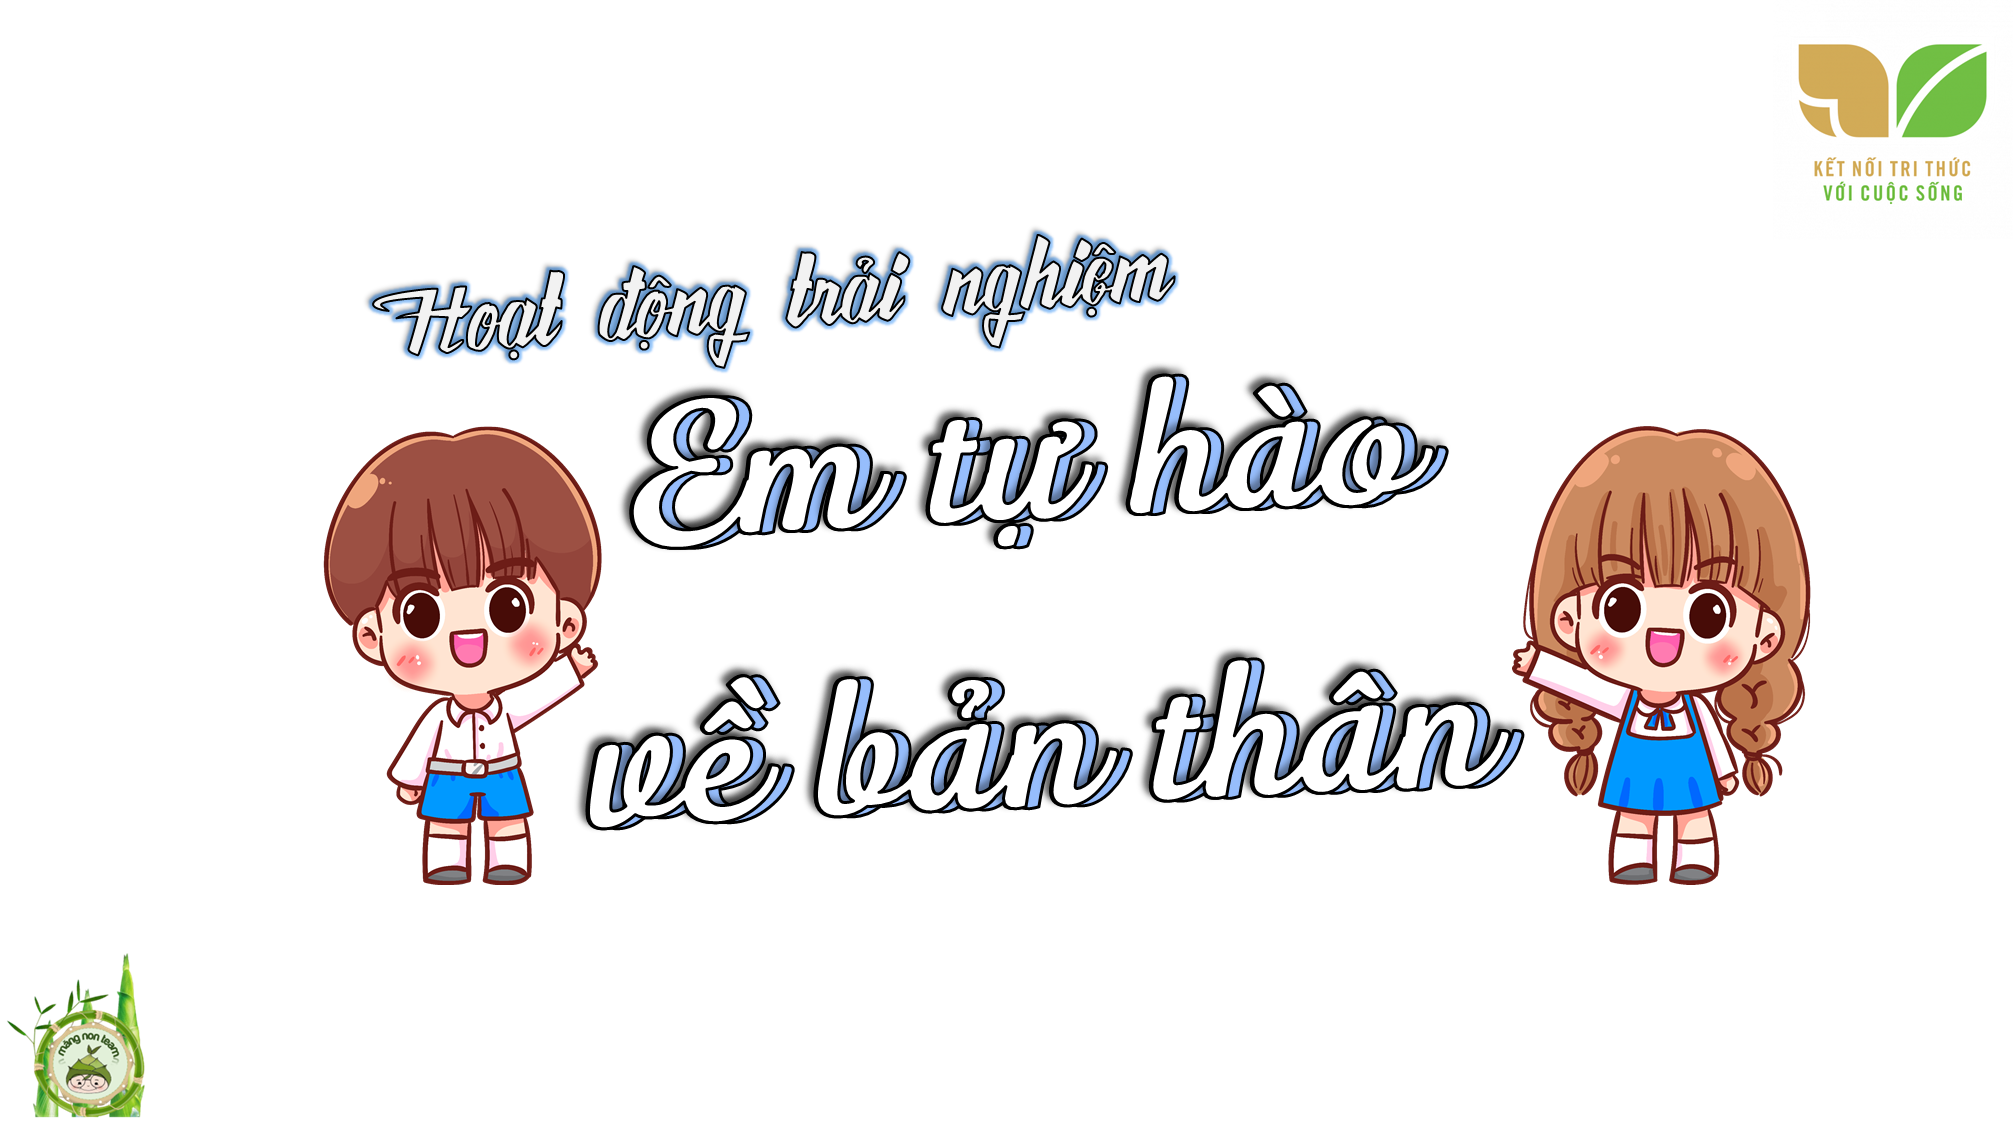 KẾT NỐI TRI THỨC
VỚI CUỘC SỐNG
Hoạt động trải nghiệm
Em tự hào
về bản thân
măng non team